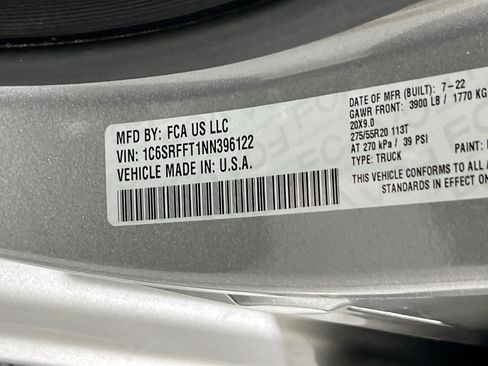 MFD BY: FCA US LLC
VIN: 1C6SRFFT1NN396122
VEHICLE MADE IN: U.S.A.
DATE OF MFR (BUILT): 7-22
GAWR FRONT: 3900 LB / 1770 KG
20X9.0
275/55R20 113T
AT 270 kPa / 39 PSI
TYPE: TRUCK PAINT:
THIS VEHICLE CONFORMS TO ALL
STANDARDS IN EFFECT